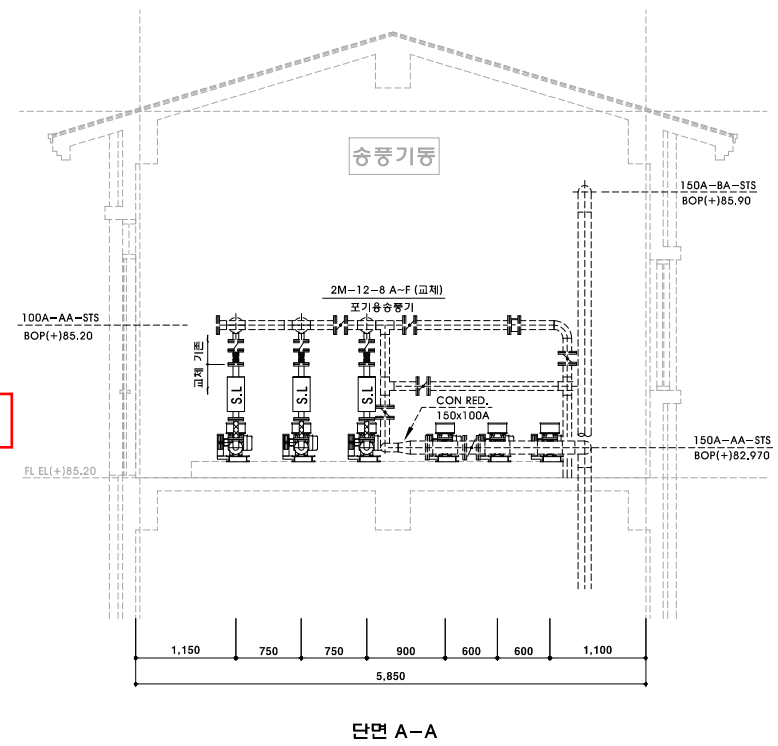 송풍기동
150A-BA-STS
BOP(+)85.90
2M-12-8 A~F (교체)
포기용송풍기
100A-AA-STS
BOP(+)85.20
기존
교체
S.L
S.L
S.L
CON RED.
150x100A
150A-AA-STS
BOP(+)82.970
FL EL(+)85.20
1,150
750
750
900
600
600
1,100
5,850
단면 A-A